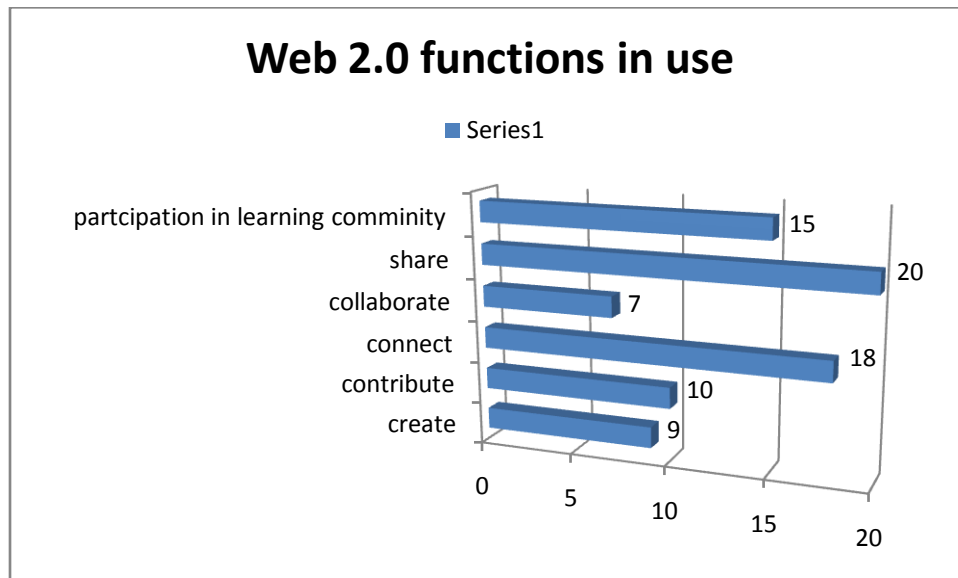 Web 2.0 functions in use
Series1
partcipation in learning comminity
15
share
20
collaborate
7
connect
18
contribute
10
create
9
0
5
10
15
20